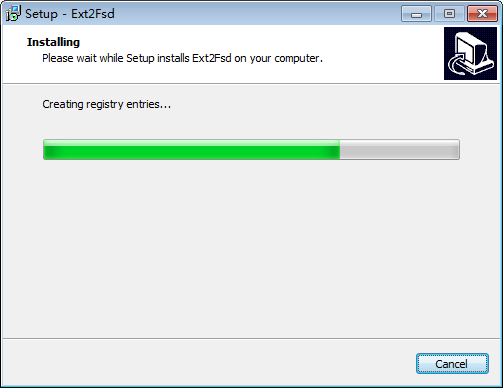 Setup - Ext2Fsd
Installing
Please wait while Setup installs Ext2Fsd on your computer.
Creating registry entries...
Cancel